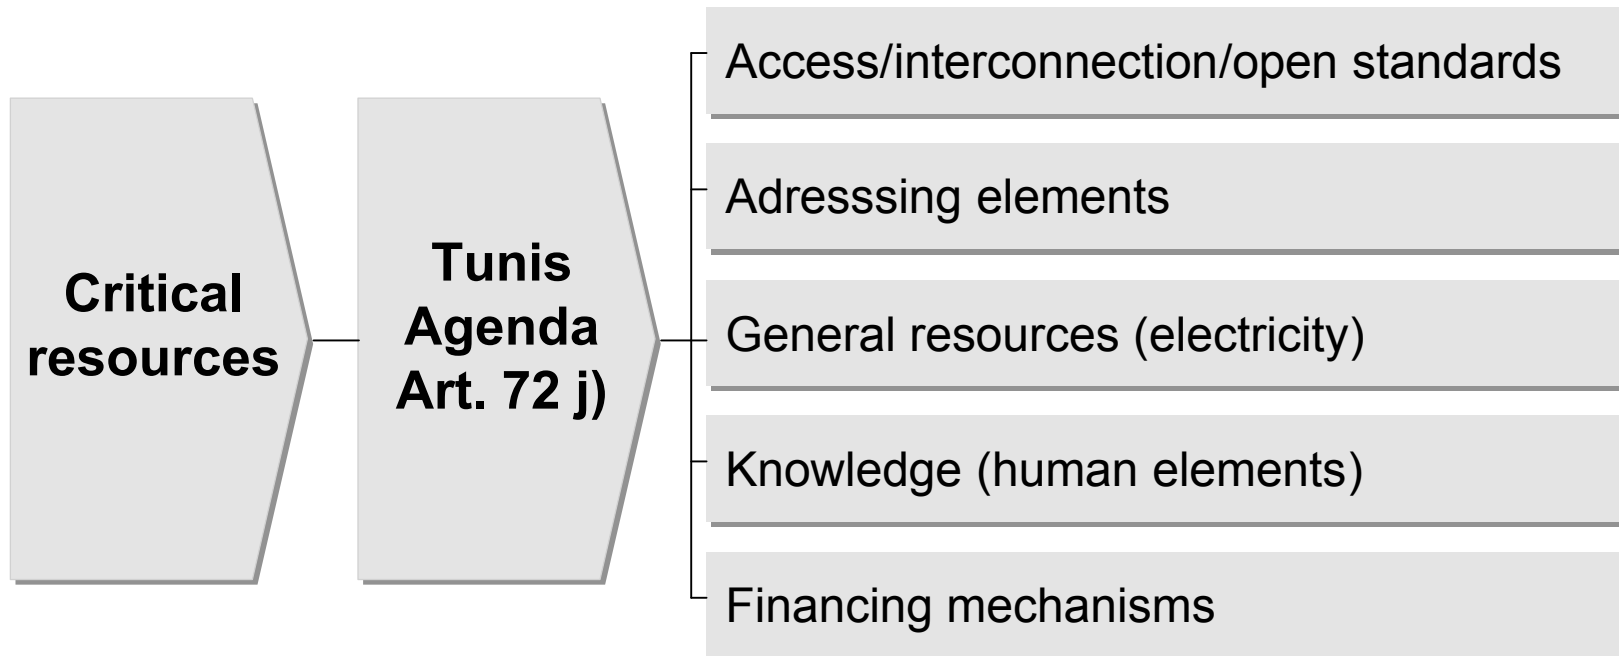 Critical
resources
Tunis
Agenda
Art. 72 j)
Access/interconnection/open standards
Adresssing elements
General resources (electricity)
Knowledge (human elements)
Financing mechanisms